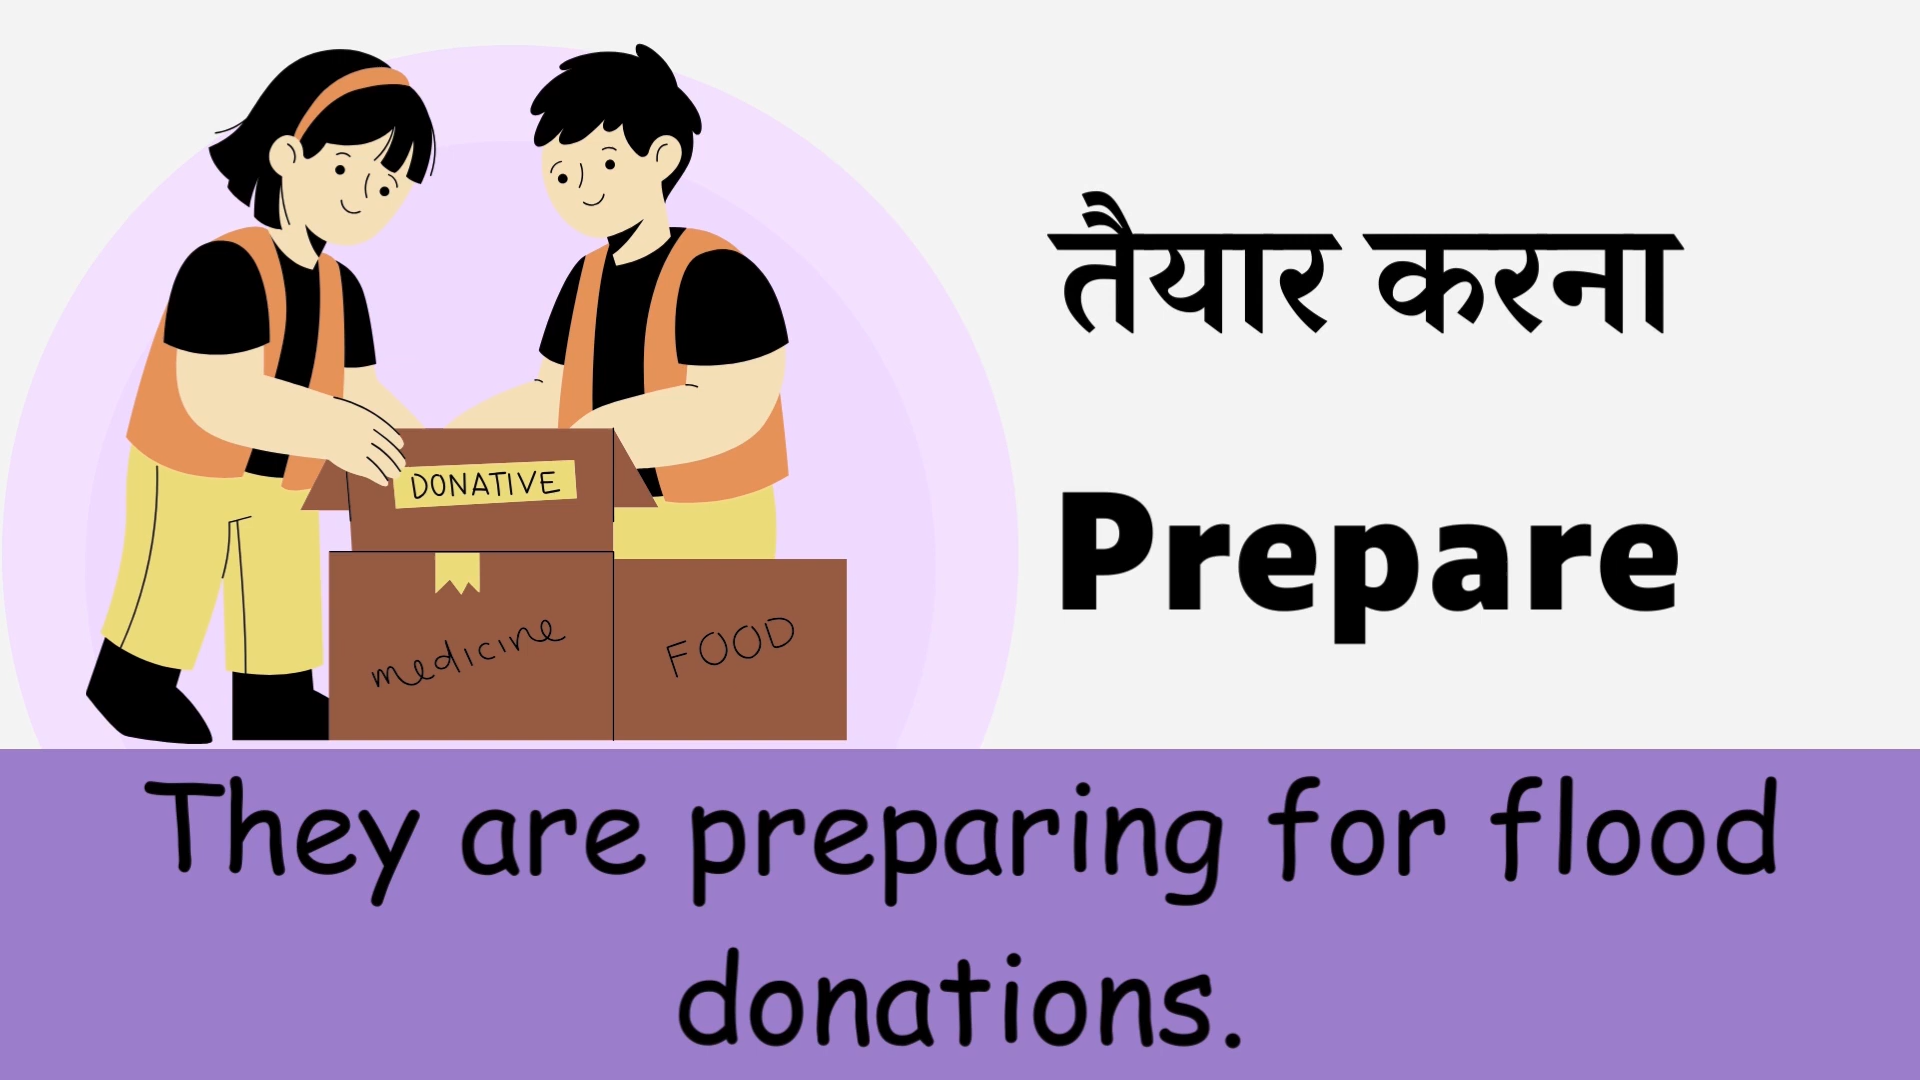 तैयार करना
Prepare
DONATIVE
medicine
FOOD
They are preparing for flood
donations.